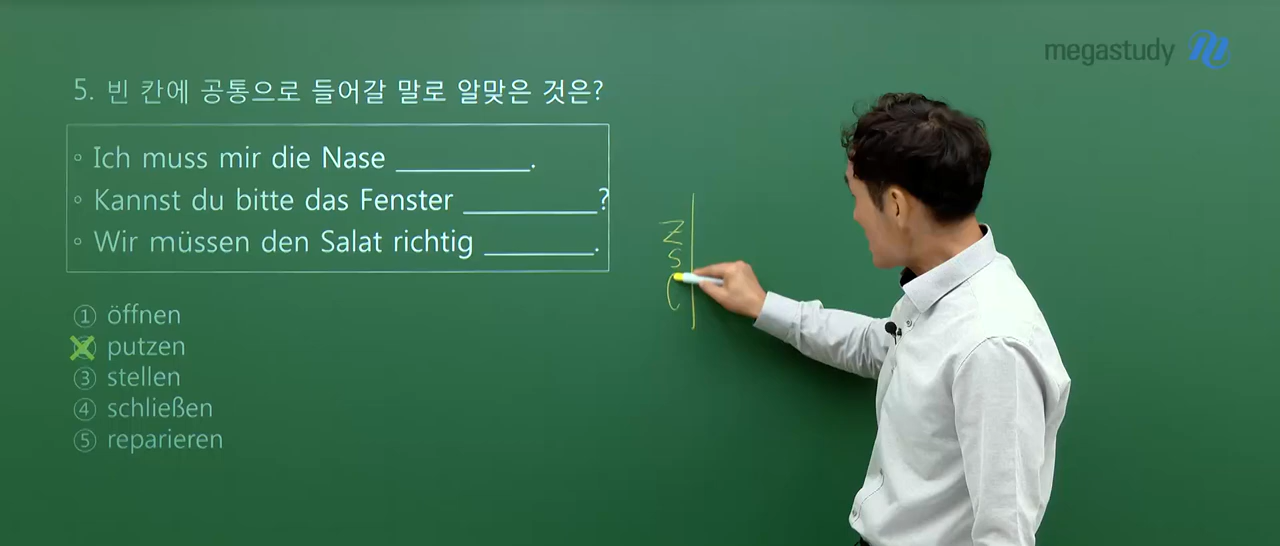 megastudy
5. 빈 칸에 공통으로 들어갈 말로 알맞은 것은?
◦ Ich muss mir die Nase __________.
◦ Kannst du bitte das Fenster __________?
◦ Wir müssen den Salat richtig ________.
① öffnen
② putzen
③ stellen
④ schließen
⑤ reparieren
Z
S